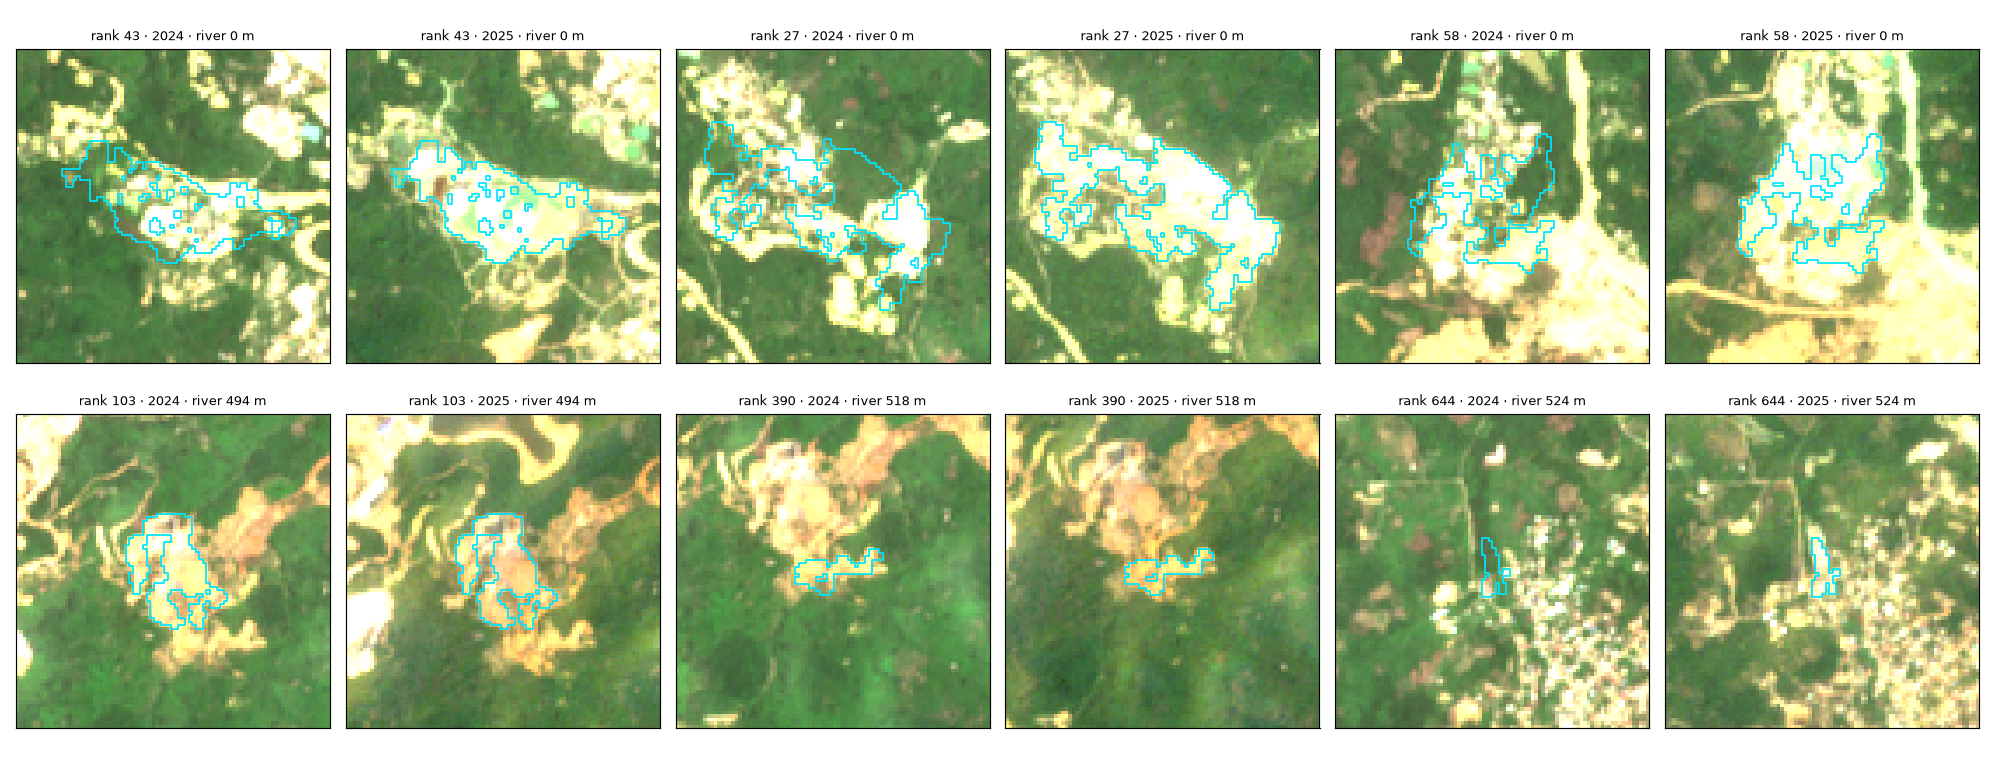 rank 43 · 2024 · river 0 m
rank 43 · 2025 · river 0 m
rank 27 · 2024 · river 0 m
rank 27 · 2025 · river 0 m
rank 58 · 2024 · river 0 m
rank 58 · 2025 · river 0 m
rank 103 · 2024 · river 494 m
rank 103 · 2025 · river 494 m
rank 390 · 2024 · river 518 m
rank 390 · 2025 · river 518 m
rank 644 · 2024 · river 524 m
rank 644 · 2025 · river 524 m